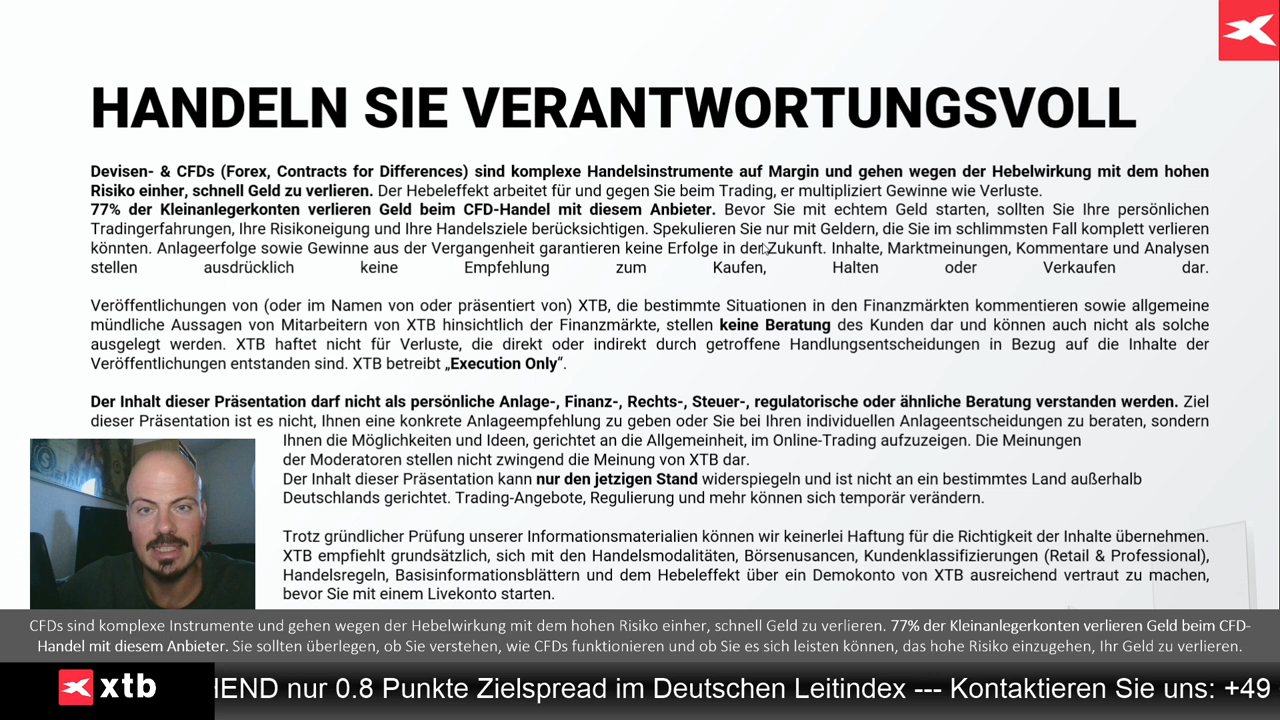 HANDELN SIE VERANTWORTUNGSVOLL
Devisen- & CFDs (Forex, Contracts for Differences) sind komplexe Handelsinstrumente auf Margin und gehen wegen der Hebelwirkung mit dem hohen
Risiko einher, schnell Geld zu verlieren. Der Hebeleffekt arbeitet für und gegen Sie beim Trading, er multipliziert Gewinne wie Verluste.
77% der Kleinanlegerkonten verlieren Geld beim CFD-Handel mit diesem Anbieter. Bevor Sie mit echtem Geld starten, sollten Sie Ihre persönlichen
Tradingerfahrungen, Ihre Risikoneigung und Ihre Handelsziele berücksichtigen. Spekulieren Sie nur mit Geldern, die Sie im schlimmsten Fall komplett verlieren
könnten. Anlageerfolge sowie Gewinne aus der Vergangenheit garantieren keine Erfolge in der Zukunft. Inhalte, Marktmeinungen, Kommentare und Analysen
stellen ausdrücklich keine Empfehlung zum Kaufen, Halten oder Verkaufen dar.
Veröffentlichungen von (oder im Namen von oder präsentiert von) XTB, die bestimmte Situationen in den Finanzmärkten kommentieren sowie allgemeine
mündliche Aussagen von Mitarbeitern von XTB hinsichtlich der Finanzmärkte, stellen keine Beratung des Kunden dar und können auch nicht als solche
ausgelegt werden. XTB haftet nicht für Verluste, die direkt oder indirekt durch getroffene Handlungsentscheidungen in Bezug auf die Inhalte der
Veröffentlichungen entstanden sind. XTB betreibt „Execution Only“.
Der Inhalt dieser Präsentation darf nicht als persönliche Anlage-, Finanz-, Rechts-, Steuer-, regulatorische oder ähnliche Beratung verstanden werden. Ziel
dieser Präsentation ist es nicht, Ihnen eine konkrete Anlageempfehlung zu geben oder Sie bei Ihren individuellen Anlageentscheidungen zu beraten, sondern
Ihnen die Möglichkeiten und Ideen, gerichtet an die Allgemeinheit, im Online-Trading aufzuzeigen. Die Meinungen
der Moderatoren stellen nicht zwingend die Meinung von XTB dar.
Der Inhalt dieser Präsentation kann nur den jetzigen Stand widerspiegeln und ist nicht an ein bestimmtes Land außerhalb
Deutschlands gerichtet. Trading-Angebote, Regulierung und mehr können sich temporär verändern.
Trotz gründlicher Prüfung unserer Informationsmaterialien können wir keinerlei Haftung für die Richtigkeit der Inhalte übernehmen.
XTB empfiehlt grundsätzlich, sich mit den Handelsmodalitäten, Börsenusancen, Kundenklassifizierungen (Retail & Professional),
Handelsregeln, Basisinformationsblättern und dem Hebeleffekt über ein Demokonto von XTB ausreichend vertraut zu machen,
bevor Sie mit einem Livekonto starten.
CFDs sind komplexe Instrumente und gehen wegen der Hebelwirkung mit dem hohen Risiko einher, schnell Geld zu verlieren. 77% der Kleinanlegerkonten verlieren Geld beim CFD-
Handel mit diesem Anbieter. Sie sollten überlegen, ob Sie verstehen, wie CFDs funktionieren und ob Sie es sich leisten können, das hohe Risiko einzugehen, Ihr Geld zu verlieren.
xtb HEND nur 0.8 Punkte Zielspread im Deutschen Leitindex --- Kontaktieren Sie uns: +49